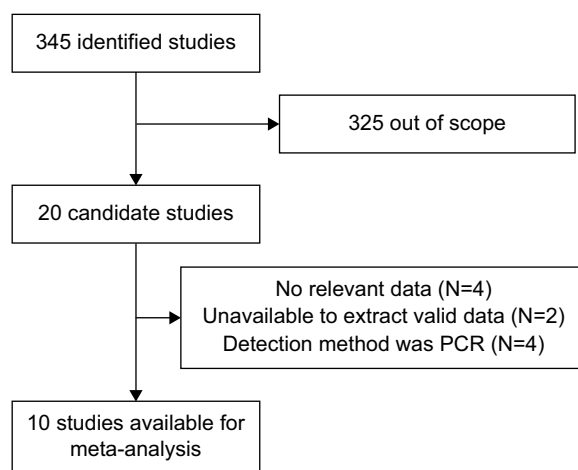 345 identified studies
325 out of scope
20 candidate studies
No relevant data (N=4)
Unavailable to extract valid data (N=2)
Detection method was PCR (N=4)
10 studies available for
meta-analysis